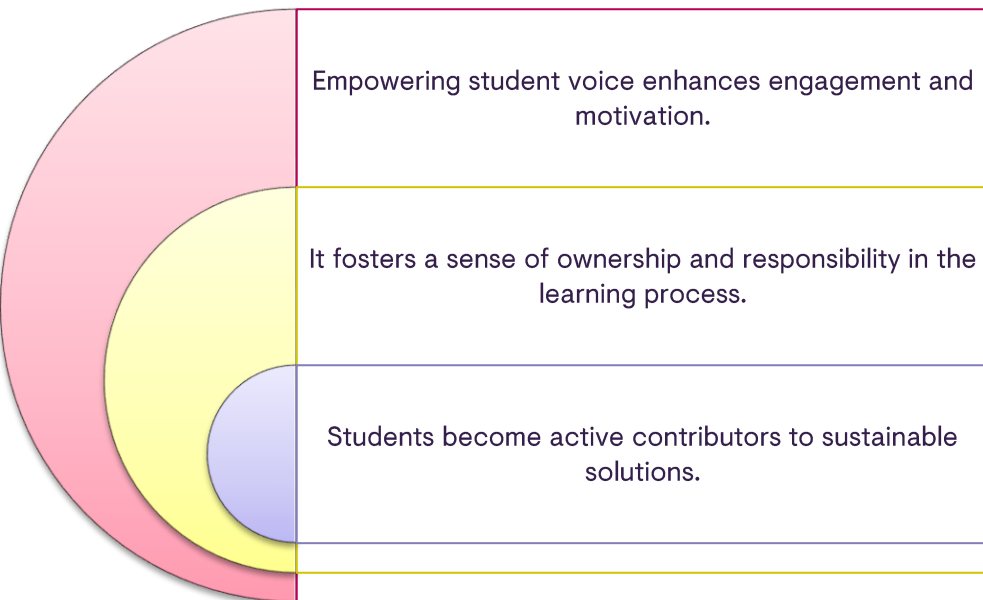 Empowering student voice enhances engagement and
motivation.
It fosters a sense of ownership and responsibility in the
learning process.
Students become active contributors to sustainable
solutions.